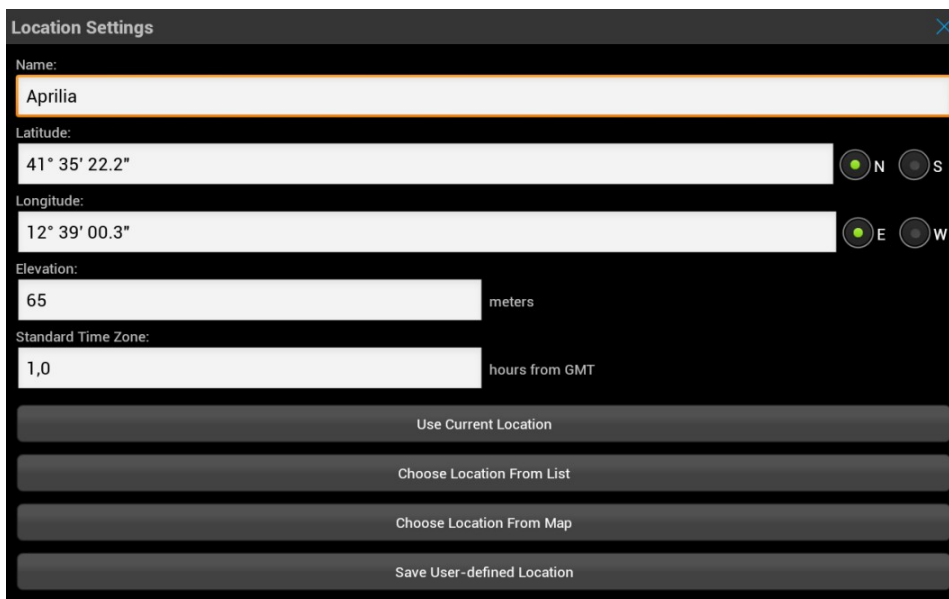 Location Settings
Name:
Aprilia
Latitude:
41° 35' 22.2" N S
Longitude:
12° 39' 00.3" E W
Elevation:
65 meters
Standard Time Zone:
1,0 hours from GMT
Use Current Location
Choose Location From List
Choose Location From Map
Save User-defined Location